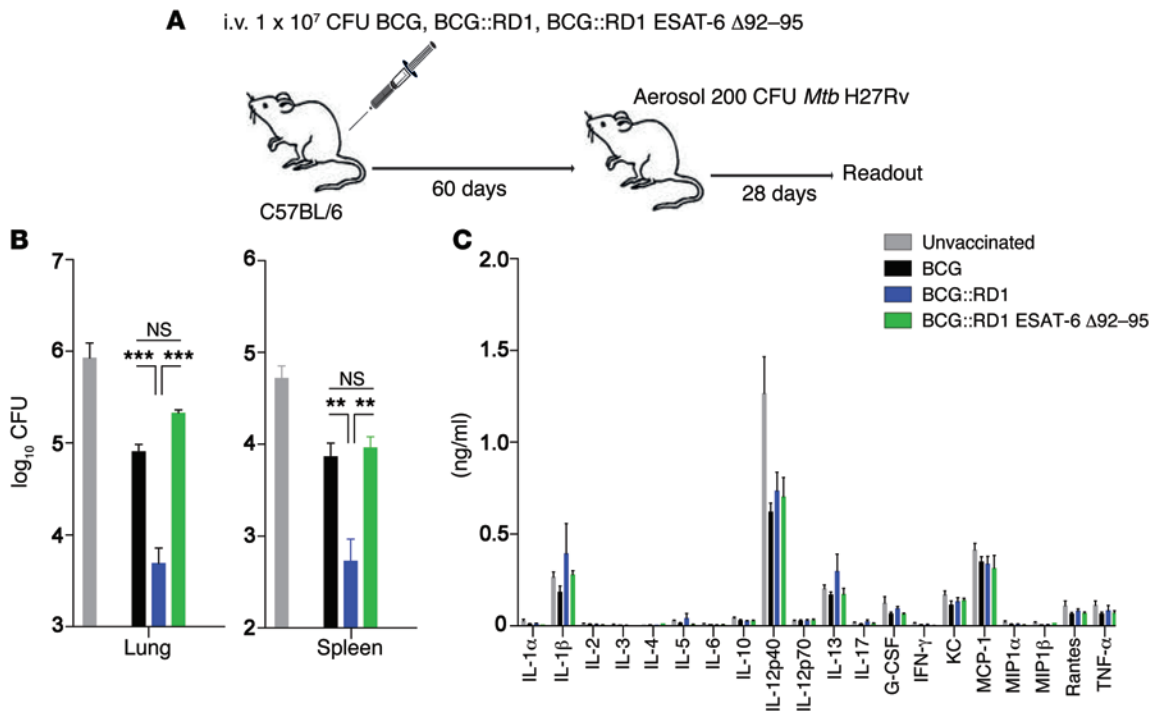 A
i.v. 1 x 10⁷ CFU BCG, BCG::RD1, BCG::RD1 ESAT-6 Δ92–95
Aerosol 200 CFU Mtb H27Rv
60 days
28 days
Readout
C57BL/6
B
7
6
5
4
3
log₁₀ CFU
NS
*** ***
Lung
6
5
4
3
2
NS
** **
Spleen
C
Unvaccinated
BCG
BCG::RD1
BCG::RD1 ESAT-6 Δ92–95
2.0
1.5
1.0
0.5
0
(ng/ml)
IL-1α
IL-1β
IL-2
IL-3
IL-4
IL-5
IL-6
IL-10
IL-12p40
IL-12p70
IL-13
IL-17
G-CSF
IFN-γ
KC
MCP-1
MIP1α
MIP1β
Rantes
TNF-α